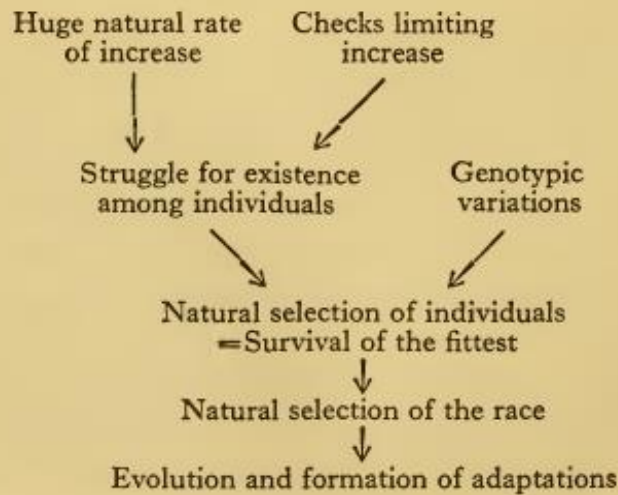 Huge natural rate
of increase
Checks limiting
increase
Struggle for existence
among individuals
Genotypic
variations
Natural selection of individuals
=Survival of the fittest
Natural selection of the race
Evolution and formation of adaptations